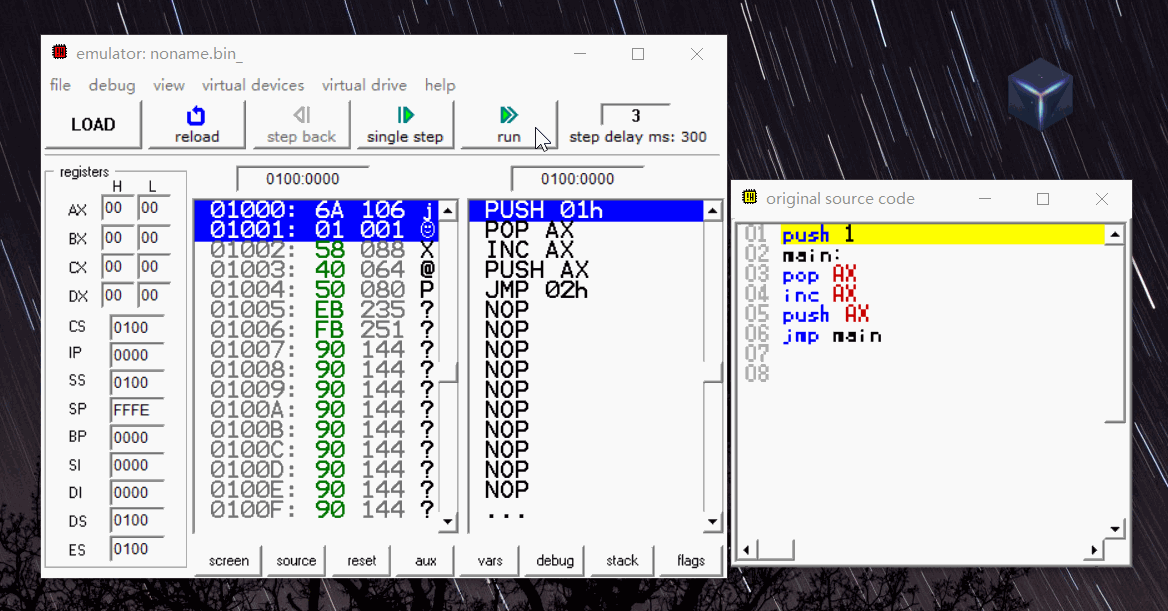 emulator: noname.bin_
file debug view virtual devices virtual drive help
LOAD reload step back single step run 3 step delay ms: 300
registers 0100:0000 0100:0000
H L
AX 00 00
BX 00 00
CX 00 00
DX 00 00
CS 0100
IP 0000
SS 0100
SP FFFE
BP 0000
SI 0000
DI 0000
DS 0100
ES 0100
01000: 6A 106 j
01001: 01 001 ☺
01002: 58 088 X
01003: 40 064 @
01004: 50 080 P
01005: EB 235 ?
01006: FB 251 ?
01007: 90 144 ?
01008: 90 144 ?
01009: 90 144 ?
0100A: 90 144 ?
0100B: 90 144 ?
0100C: 90 144 ?
0100D: 90 144 ?
0100E: 90 144 ?
0100F: 90 144 ?
PUSH 01h
POP AX
INC AX
PUSH AX
JMP 02h
NOP
NOP
NOP
NOP
NOP
NOP
NOP
NOP
NOP
NOP
...
screen source reset aux vars debug stack flags
original source code
01 push 1
02 main:
03 pop AX
04 inc AX
05 push AX
06 jmp main
07
08